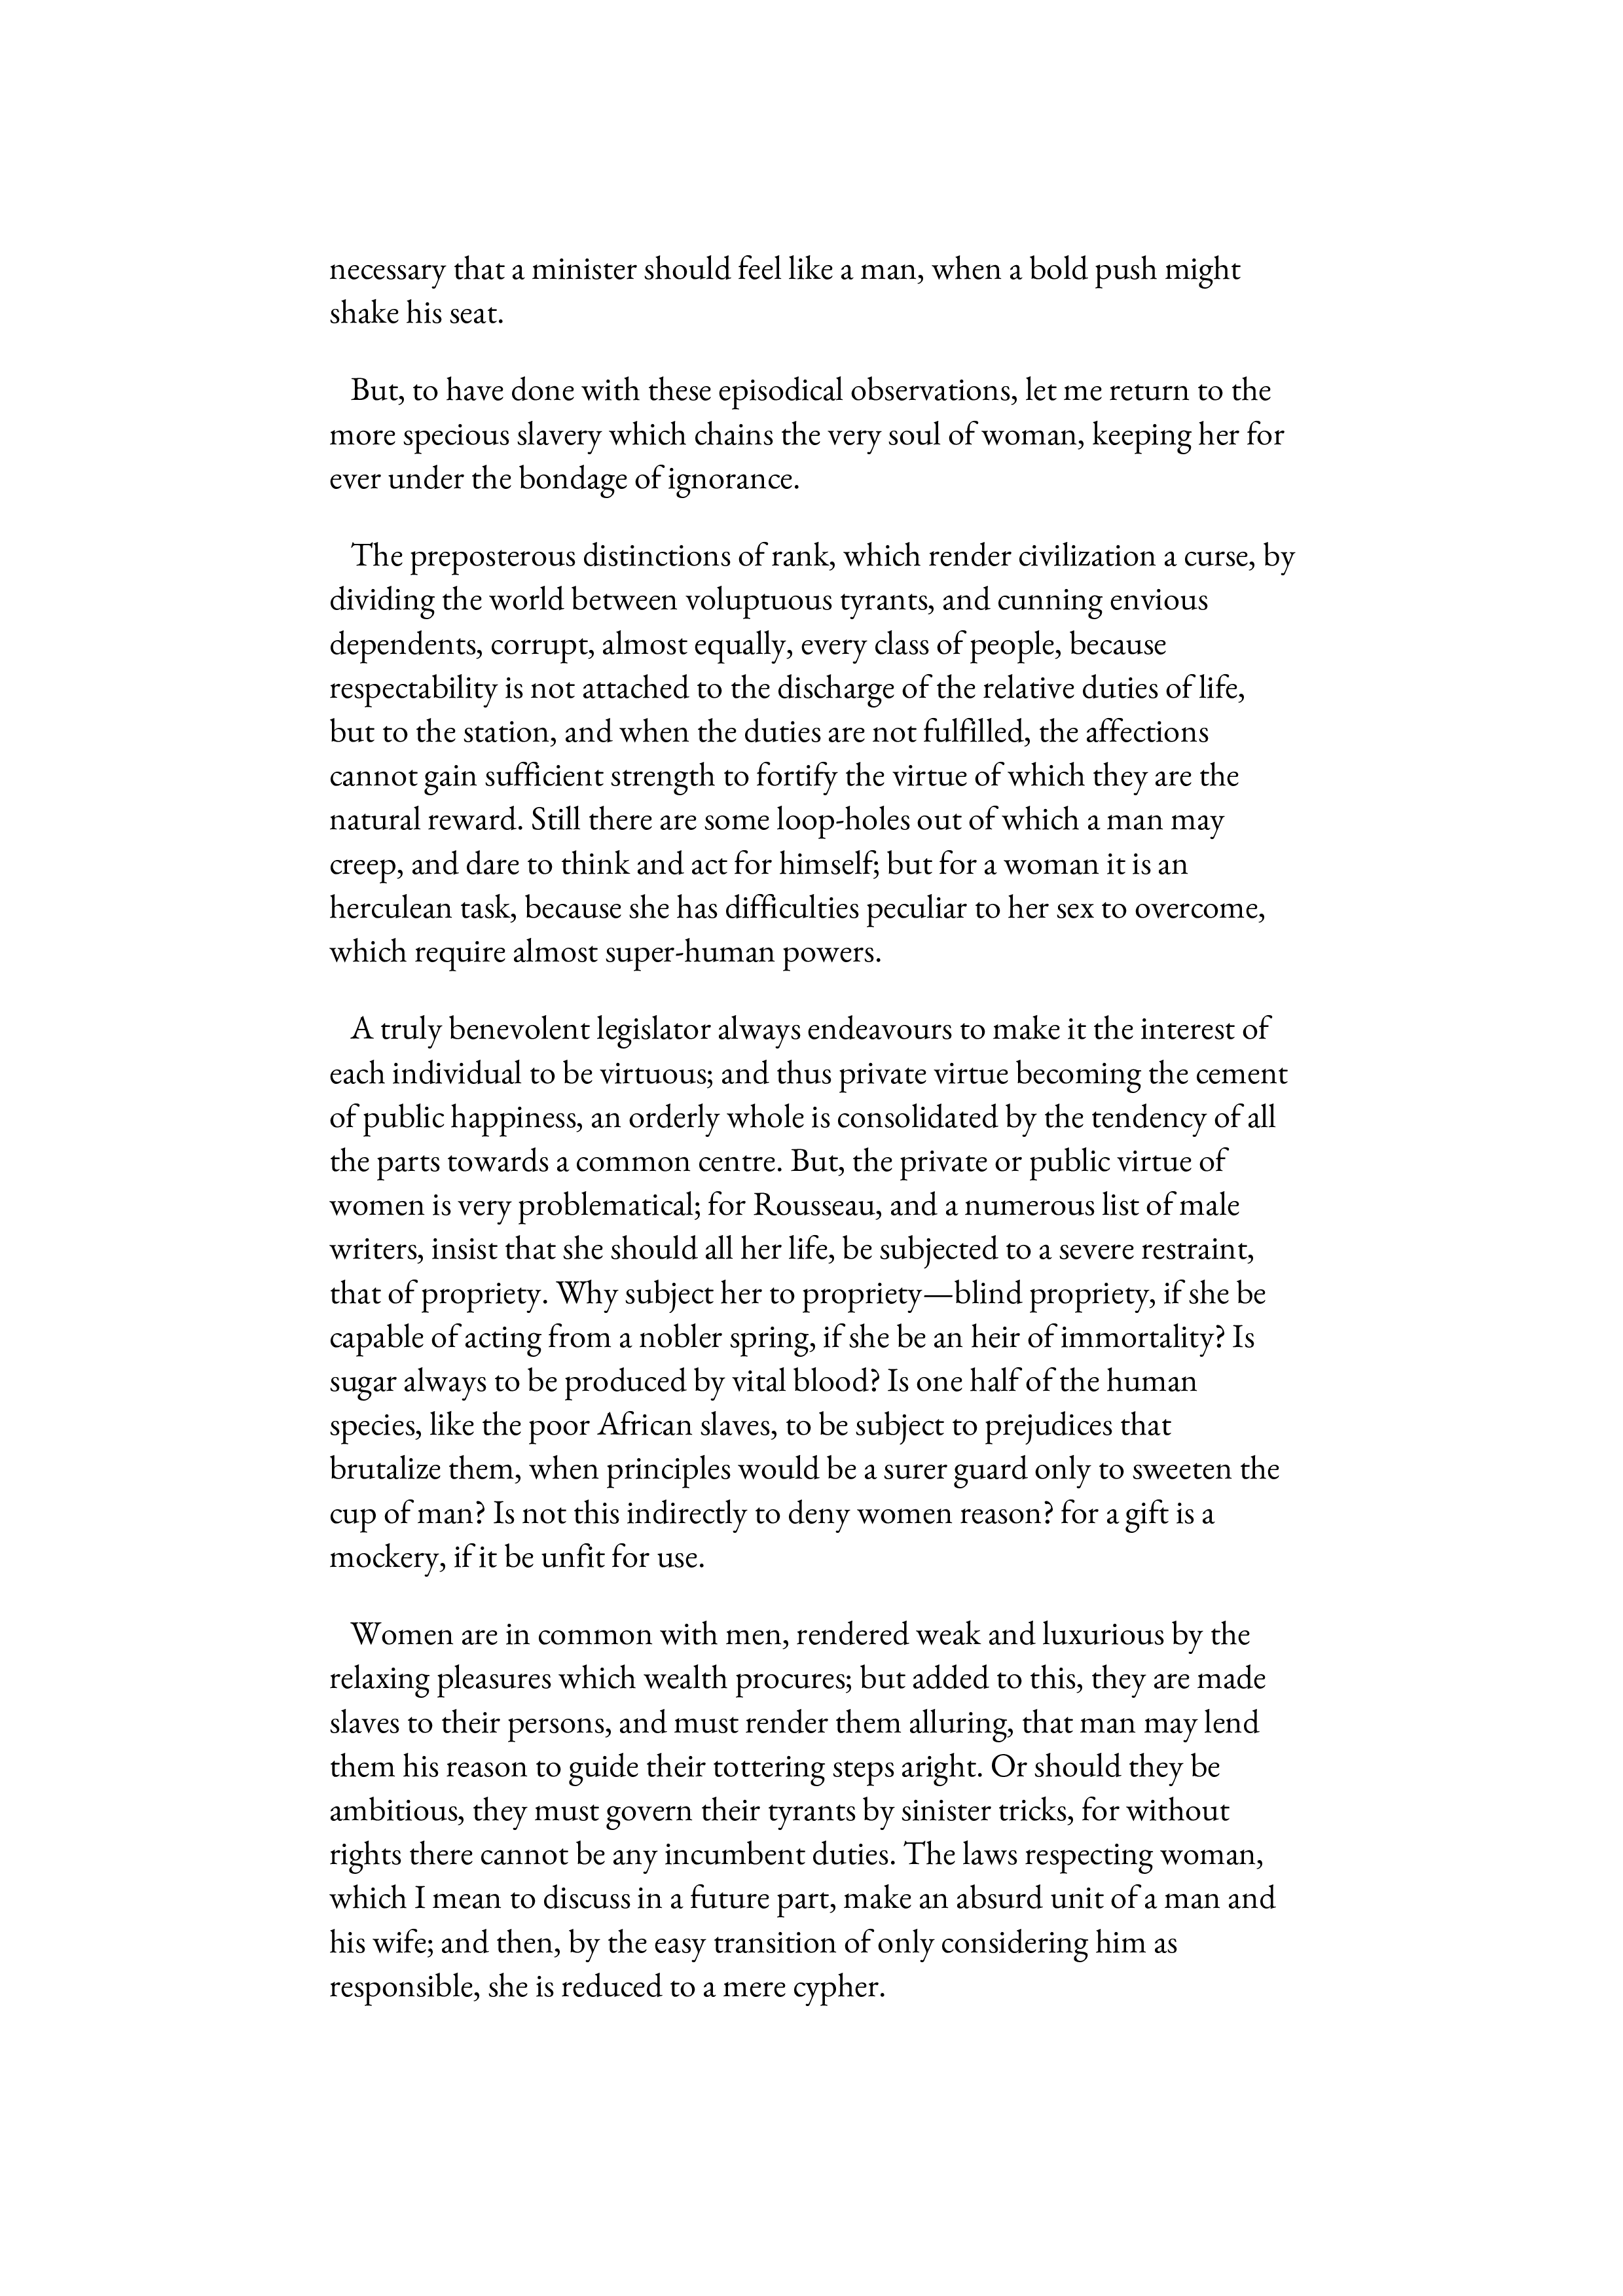 necessary that a minister should feel like a man, when a bold push might
shake his seat.
But, to have done with these episodical observations, let me return to the
more specious slavery which chains the very soul of woman, keeping her for
ever under the bondage of ignorance.
The preposterous distinctions of rank, which render civilization a curse, by
dividing the world between voluptuous tyrants, and cunning envious
dependents, corrupt, almost equally, every class of people, because
respectability is not attached to the discharge of the relative duties of life,
but to the station, and when the duties are not fulfilled, the affections
cannot gain sufficient strength to fortify the virtue of which they are the
natural reward. Still there are some loop-holes out of which a man may
creep, and dare to think and act for himself; but for a woman it is an
herculean task, because she has difficulties peculiar to her sex to overcome,
which require almost super-human powers.
A truly benevolent legislator always endeavours to make it the interest of
each individual to be virtuous; and thus private virtue becoming the cement
of public happiness, an orderly whole is consolidated by the tendency of all
the parts towards a common centre. But, the private or public virtue of
women is very problematical; for Rousseau, and a numerous list of male
writers, insist that she should all her life, be subjected to a severe restraint,
that of propriety. Why subject her to propriety—blind propriety, if she be
capable of acting from a nobler spring, if she be an heir of immortality? Is
sugar always to be produced by vital blood? Is one half of the human
species, like the poor African slaves, to be subject to prejudices that
brutalize them, when principles would be a surer guard only to sweeten the
cup of man? Is not this indirectly to deny women reason? for a gift is a
mockery, if it be unfit for use.
Women are in common with men, rendered weak and luxurious by the
relaxing pleasures which wealth procures; but added to this, they are made
slaves to their persons, and must render them alluring, that man may lend
them his reason to guide their tottering steps aright. Or should they be
ambitious, they must govern their tyrants by sinister tricks, for without
rights there cannot be any incumbent duties. The laws respecting woman,
which I mean to discuss in a future part, make an absurd unit of a man and
his wife; and then, by the easy transition of only considering him as
responsible, she is reduced to a mere cypher.